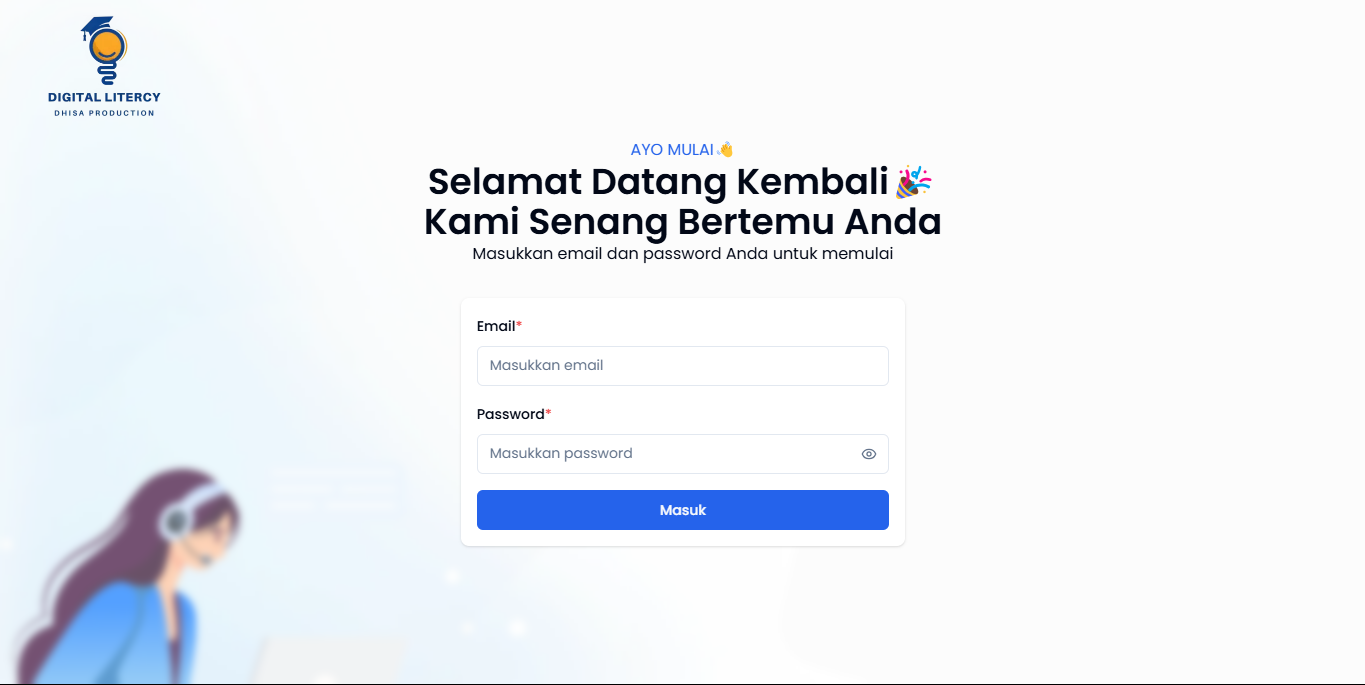 DIGITAL LITERCY
DHISA PRODUCTION
AYO MULAI👋
Selamat Datang Kembali🎉
Kami Senang Bertemu Anda
Masukkan email dan password Anda untuk memulai
Email*
Masukkan email
Password*
Masukkan password
Masuk